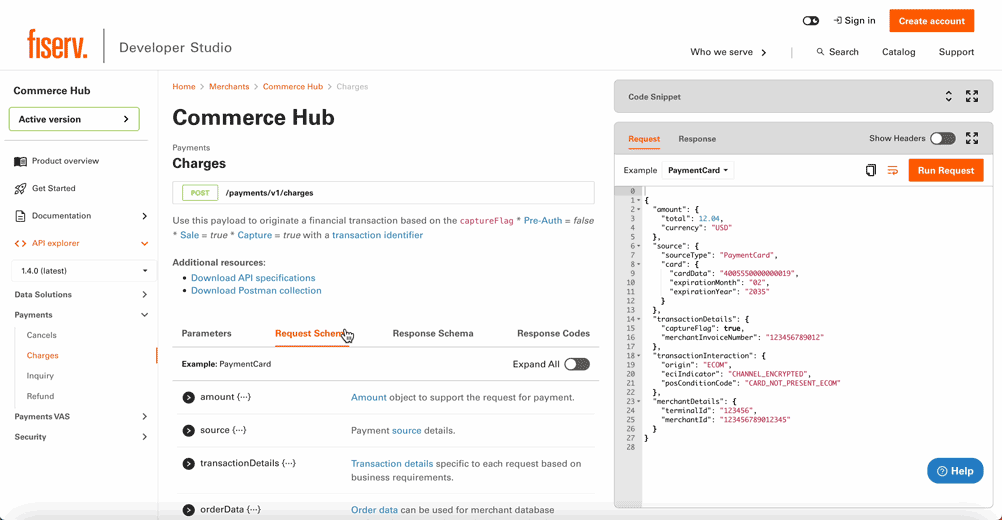 Sign in
Create account
fiserv.
Developer Studio
Who we serve
Search
Catalog
Support
Commerce Hub
Active version
Product overview
Get Started
Documentation
API explorer
1.4.0 (latest)
Data Solutions
Payments
Cancels
Charges
Inquiry
Refund
Payments VAS
Security
Home > Merchants > Commerce Hub > Charges
Commerce Hub
Payments
Charges
POST /payments/v1/charges
Use this payload to originate a financial transaction based on the captureFlag * Pre-Auth = false
* Sale = true * Capture = true with a transaction identifier
Additional resources:
• Download API specifications
• Download Postman collection
Parameters
Request Schema
Response Schema
Response Codes
Example: PaymentCard
Expand All
amount {···}
Amount object to support the request for payment.
source {···}
Payment source details.
transactionDetails {···}
Transaction details specific to each request based on
business requirements.
orderData {···}
Order data can be used for merchant database
Code Snippet
Request
Response
Show Headers
Example
PaymentCard
Run Request
0
1 {
2 "amount": {
3 "total": 12.04,
4 "currency": "USD"
5 },
6 "source": {
7 "sourceType": "PaymentCard",
8 "card": {
9 "cardData": "4005550000000019",
10 "expirationMonth": "02",
11 "expirationYear": "2035"
12 }
13 },
14 "transactionDetails": {
15 "captureFlag": true,
16 "merchantInvoiceNumber": "123456789012"
17 },
18 "transactionInteraction": {
19 "origin": "ECOM",
20 "eciIndicator": "CHANNEL_ENCRYPTED",
21 "posConditionCode": "CARD_NOT_PRESENT_ECOM"
22 },
23 "merchantDetails": {
24 "terminalId": "123456",
25 "merchantId": "123456789012345"
26 }
27 }
28
Help